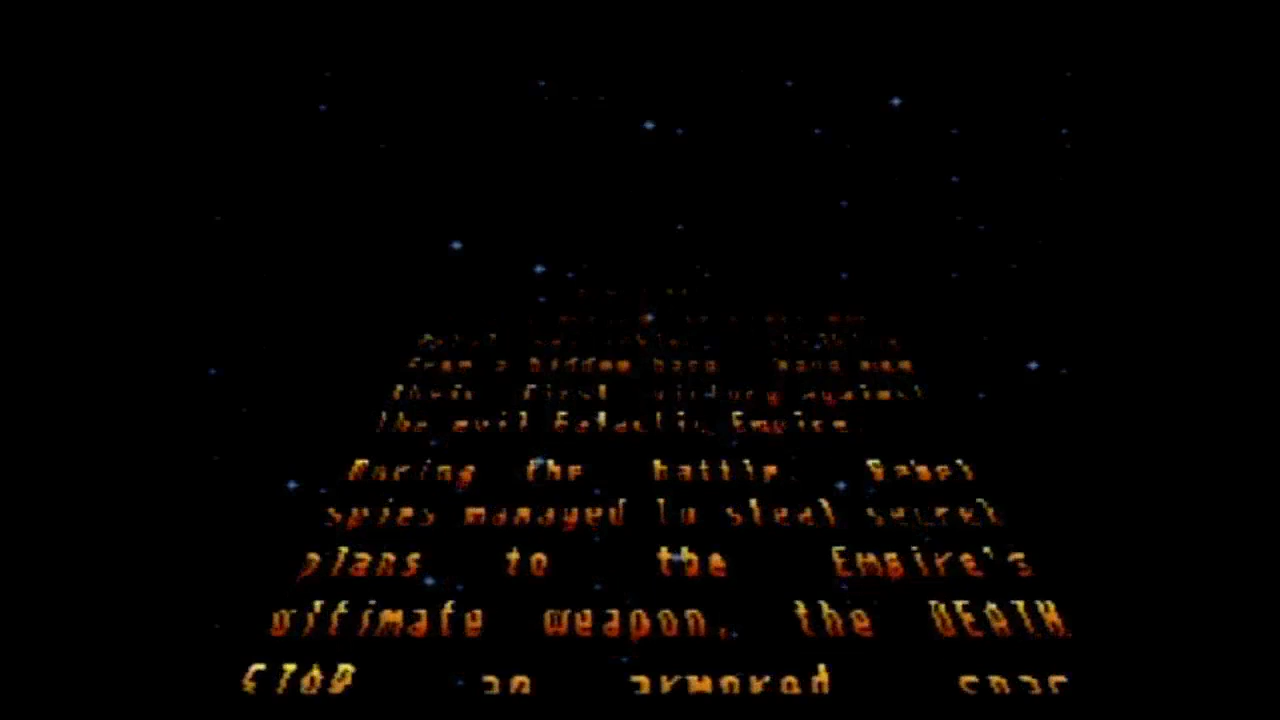 from a hidden base have won
their first victory against
the evil Galactic Empire.
During the battle, Rebel
spies managed to steal secret
plans to the Empire's
ultimate weapon, the DEATH
STAR an armored